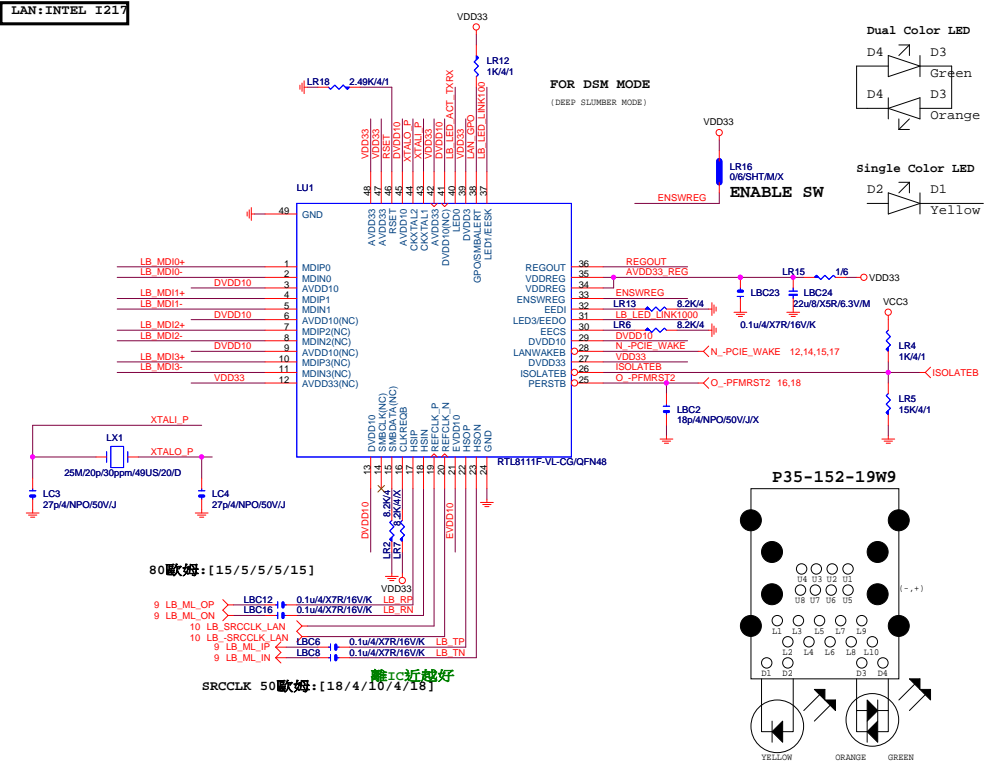 LAN:INTEL I217
VDD33
LR12
1K/4/1
LR18
2.49K/4/1
FOR DSM MODE
(DEEP SLUMBER MODE)
Dual Color LED
D4 D3
Green
D4 D3
Orange
Single Color LED
D2 D1
Yellow
VDD33
LR16
0/6/SHT/M/X
ENABLE SW
ENSWREG
VDD33
VDD33
RSET
DVDD10
XTALO_P
XTALI_P
VDD33
DVDD10
LB_LED_ACT_TXRX
VDD33
LAN_GPO
LB_LED_LINK100
48 47 46 45 44 43 42 41 40 39 38 37
LU1
49 GND
AVDD33
AVDD33
RSET
AVDD10
CKXTAL2
CKXTAL1
AVDD33
DVDD10(NC)
LED0
DVDD33
GPO/SMBALERT
LED1/EESK
LB_MDI0+ 1 MDIP0
LB_MDI0- 2 MDIN0
DVDD10 3 AVDD10
LB_MDI1+ 4 MDIP1
LB_MDI1- 5 MDIN1
DVDD10 6 AVDD10(NC)
LB_MDI2+ 7 MDIP2(NC)
LB_MDI2- 8 MDIN2(NC)
DVDD10 9 AVDD10(NC)
LB_MDI3+ 10 MDIP3(NC)
LB_MDI3- 11 MDIN3(NC)
VDD33 12 AVDD33(NC)
REGOUT 36 REGOUT
VDDREG 35 AVDD33_REG
VDDREG 34
ENSWREG 33 ENSWREG
EEDI 32 LR13 8.2K/4
LED3/EEDO 31 LB_LED_LINK1000
EECS 30 LR6 8.2K/4
DVDD10 29 DVDD10
LANWAKEB 28 N_-PCIE_WAKE N_-PCIE_WAKE 12,14,15,17
DVDD33 27 VDD33
ISOLATEB 26 ISOLATEB
PERSTB 25 O_-PFMRST2 O_-PFMRST2 16,18
LR15 1/6
VDD33
LBC23
0.1u/4/X7R/16V/K
LBC24
22u/8/X5R/6.3V/M
VCC3
LR4
1K/4/1
ISOLATEB
LR5
15K/4/1
LBC2
18p/4/NPO/50V/J/X
DVDD10
SMBCLK(NC)
SMBDATA(NC)
CLKREQB
HSIP
HSIN
REFCLK_P
REFCLK_N
EVDD10
HSOP
HSON
GND
RTL8111F-VL-CG/QFN48
13 14 15 16 17 18 19 20 21 22 23 24
XTALI_P
LX1
XTALO_P
25M/20p/30ppm/49US/20/D
LC3
27p/4/NPO/50V/J
LC4
27p/4/NPO/50V/J
DVDD10
LR2 8.2K/4
LR7 8.2K/4/X
EVDD10
VDD33
80歐姆:[15/5/5/5/15]
9 LB_ML_OP LBC12 0.1u/4/X7R/16V/K LB_RP
9 LB_ML_ON LBC16 0.1u/4/X7R/16V/K LB_RN
10 LB_SRCCLK_LAN
10 LB_-SRCCLK_LAN
9 LB_ML_IP LBC6 0.1u/4/X7R/16V/K LB_TP
9 LB_ML_IN LBC8 0.1u/4/X7R/16V/K LB_TN
離IC近越好
SRCCLK 50歐姆:[18/4/10/4/18]
P35-152-19W9
U4 U3 U2 U1
U8 U7 U6 U5
(-,+)
L1 L3 L5 L7 L9
L2 L4 L6 L8 L10
D1 D2 D3 D4
YELLOW ORANGE GREEN